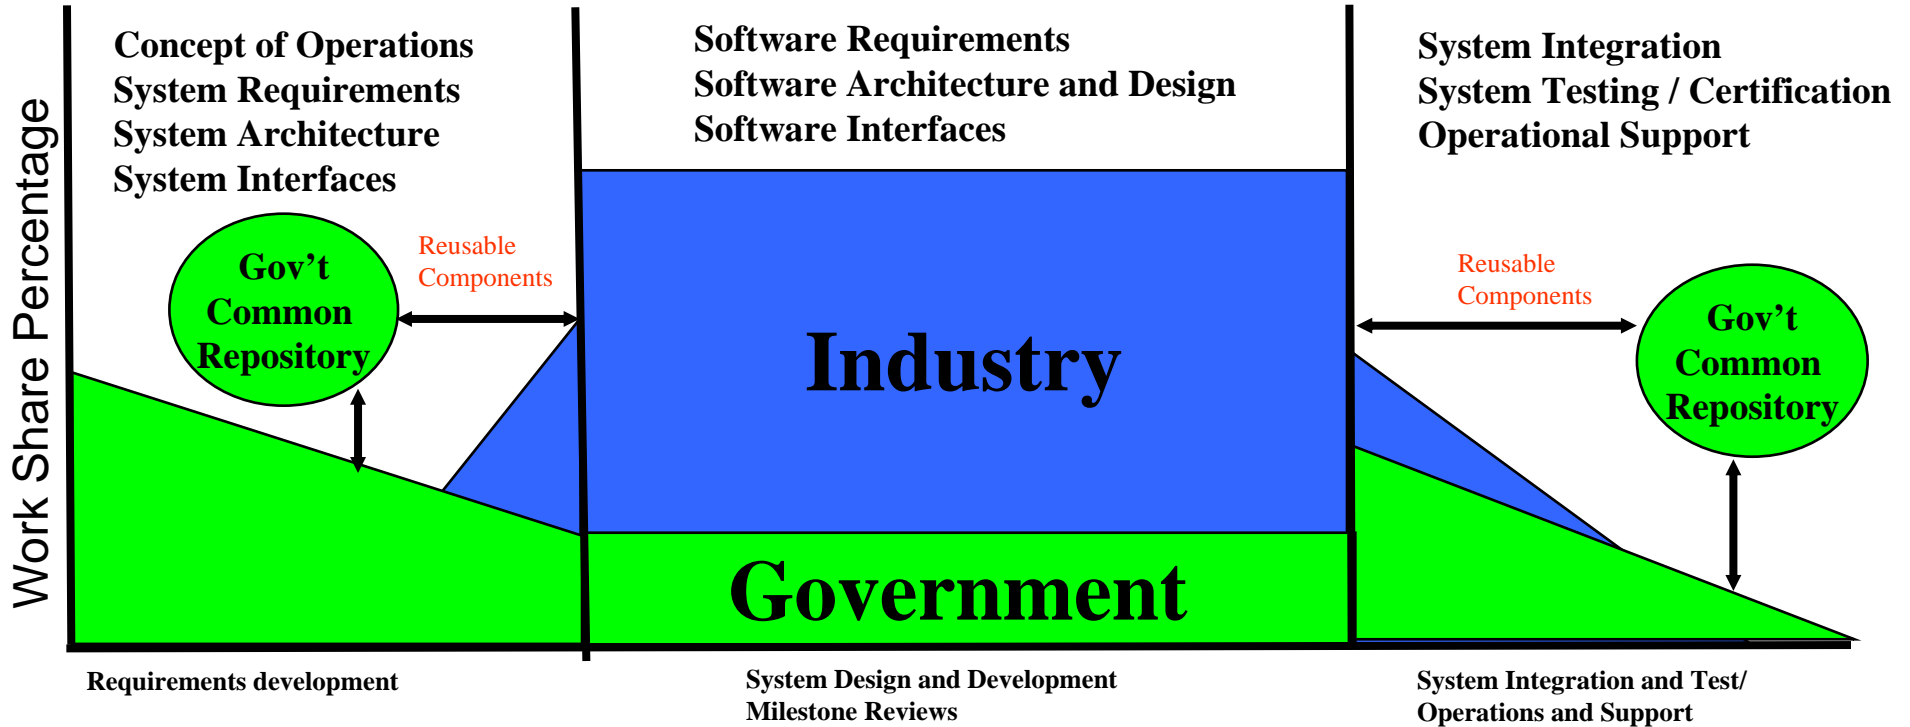 Work Share Percentage
Concept of Operations
System Requirements
System Architecture
System Interfaces
Gov't
Common
Repository
Reusable
Components
Software Requirements
Software Architecture and Design
Software Interfaces
Industry
Government
System Integration
System Testing / Certification
Operational Support
Reusable
Components
Gov't
Common
Repository
Requirements development
System Design and Development
Milestone Reviews
System Integration and Test/
Operations and Support